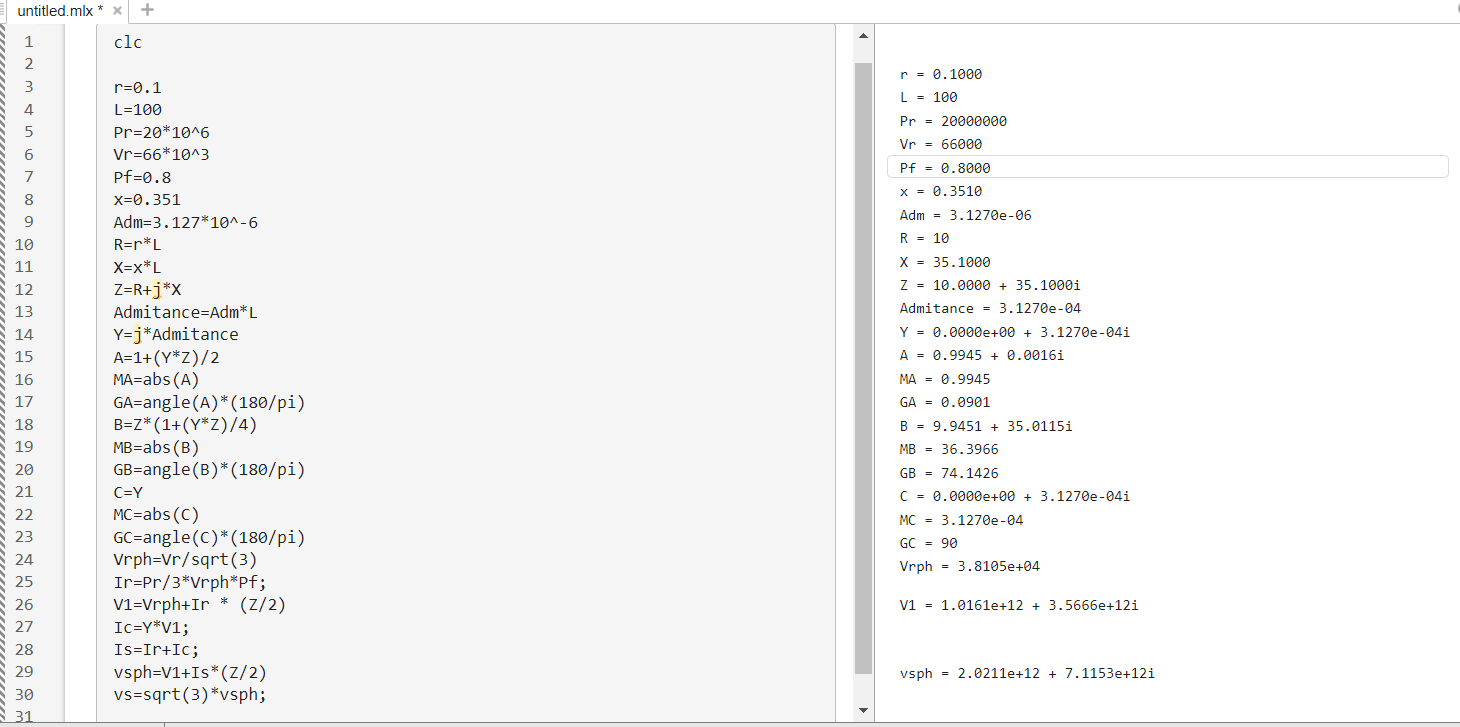 untitled.mlx * × +
1 clc
2
3 r=0.1
4 L=100
5 Pr=20*10^6
6 Vr=66*10^3
7 Pf=0.8
8 x=0.351
9 Adm=3.127*10^-6
10 R=r*L
11 X=x*L
12 Z=R+j*X
13 Admitance=Adm*L
14 Y=j*Admitance
15 A=1+(Y*Z)/2
16 MA=abs(A)
17 GA=angle(A)*(180/pi)
18 B=Z*(1+(Y*Z)/4)
19 MB=abs(B)
20 GB=angle(B)*(180/pi)
21 C=Y
22 MC=abs(C)
23 GC=angle(C)*(180/pi)
24 Vrph=Vr/sqrt(3)
25 Ir=Pr/3*Vrph*Pf;
26 V1=Vrph+Ir * (Z/2)
27 Ic=Y*V1;
28 Is=Ir+Ic;
29 vsph=V1+Is*(Z/2)
30 vs=sqrt(3)*vsph;
31
r = 0.1000
L = 100
Pr = 20000000
Vr = 66000
Pf = 0.8000
x = 0.3510
Adm = 3.1270e-06
R = 10
X = 35.1000
Z = 10.0000 + 35.1000i
Admitance = 3.1270e-04
Y = 0.0000e+00 + 3.1270e-04i
A = 0.9945 + 0.0016i
MA = 0.9945
GA = 0.0901
B = 9.9451 + 35.0115i
MB = 36.3966
GB = 74.1426
C = 0.0000e+00 + 3.1270e-04i
MC = 3.1270e-04
GC = 90
Vrph = 3.8105e+04
V1 = 1.0161e+12 + 3.5666e+12i
vsph = 2.0211e+12 + 7.1153e+12i